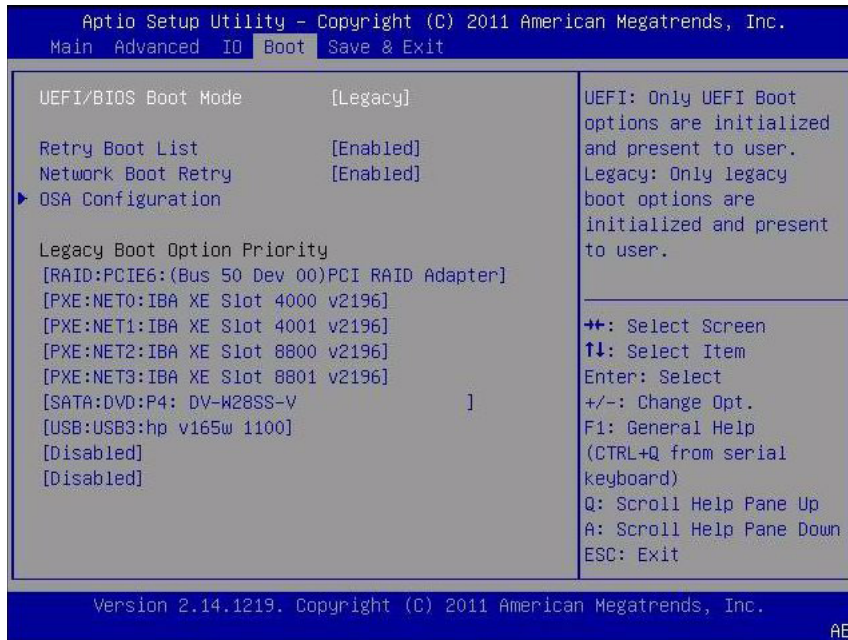 Aptio Setup Utility – Copyright (C) 2011 American Megatrends, Inc.
Main Advanced IO Boot Save & Exit
UEFI/BIOS Boot Mode [Legacy]
Retry Boot List [Enabled]
Network Boot Retry [Enabled]
OSA Configuration
Legacy Boot Option Priority
[RAID:PCIE6:(Bus 50 Dev 00)PCI RAID Adapter]
[PXE:NET0:IBA XE Slot 4000 v2196]
[PXE:NET1:IBA XE Slot 4001 v2196]
[PXE:NET2:IBA XE Slot 8800 v2196]
[PXE:NET3:IBA XE Slot 8801 v2196]
[SATA:DVD:P4: DV-W28SS-V ]
[USB:USB3:hp v165w 1100]
[Disabled]
[Disabled]
UEFI: Only UEFI Boot
options are initialized
and present to user.
Legacy: Only legacy
boot options are
initialized and present
to user.
→←: Select Screen
↑↓: Select Item
Enter: Select
+/-: Change Opt.
F1: General Help
(CTRL+Q from serial
keyboard)
Q: Scroll Help Pane Up
A: Scroll Help Pane Down
ESC: Exit
Version 2.14.1219. Copyright (C) 2011 American Megatrends, Inc.